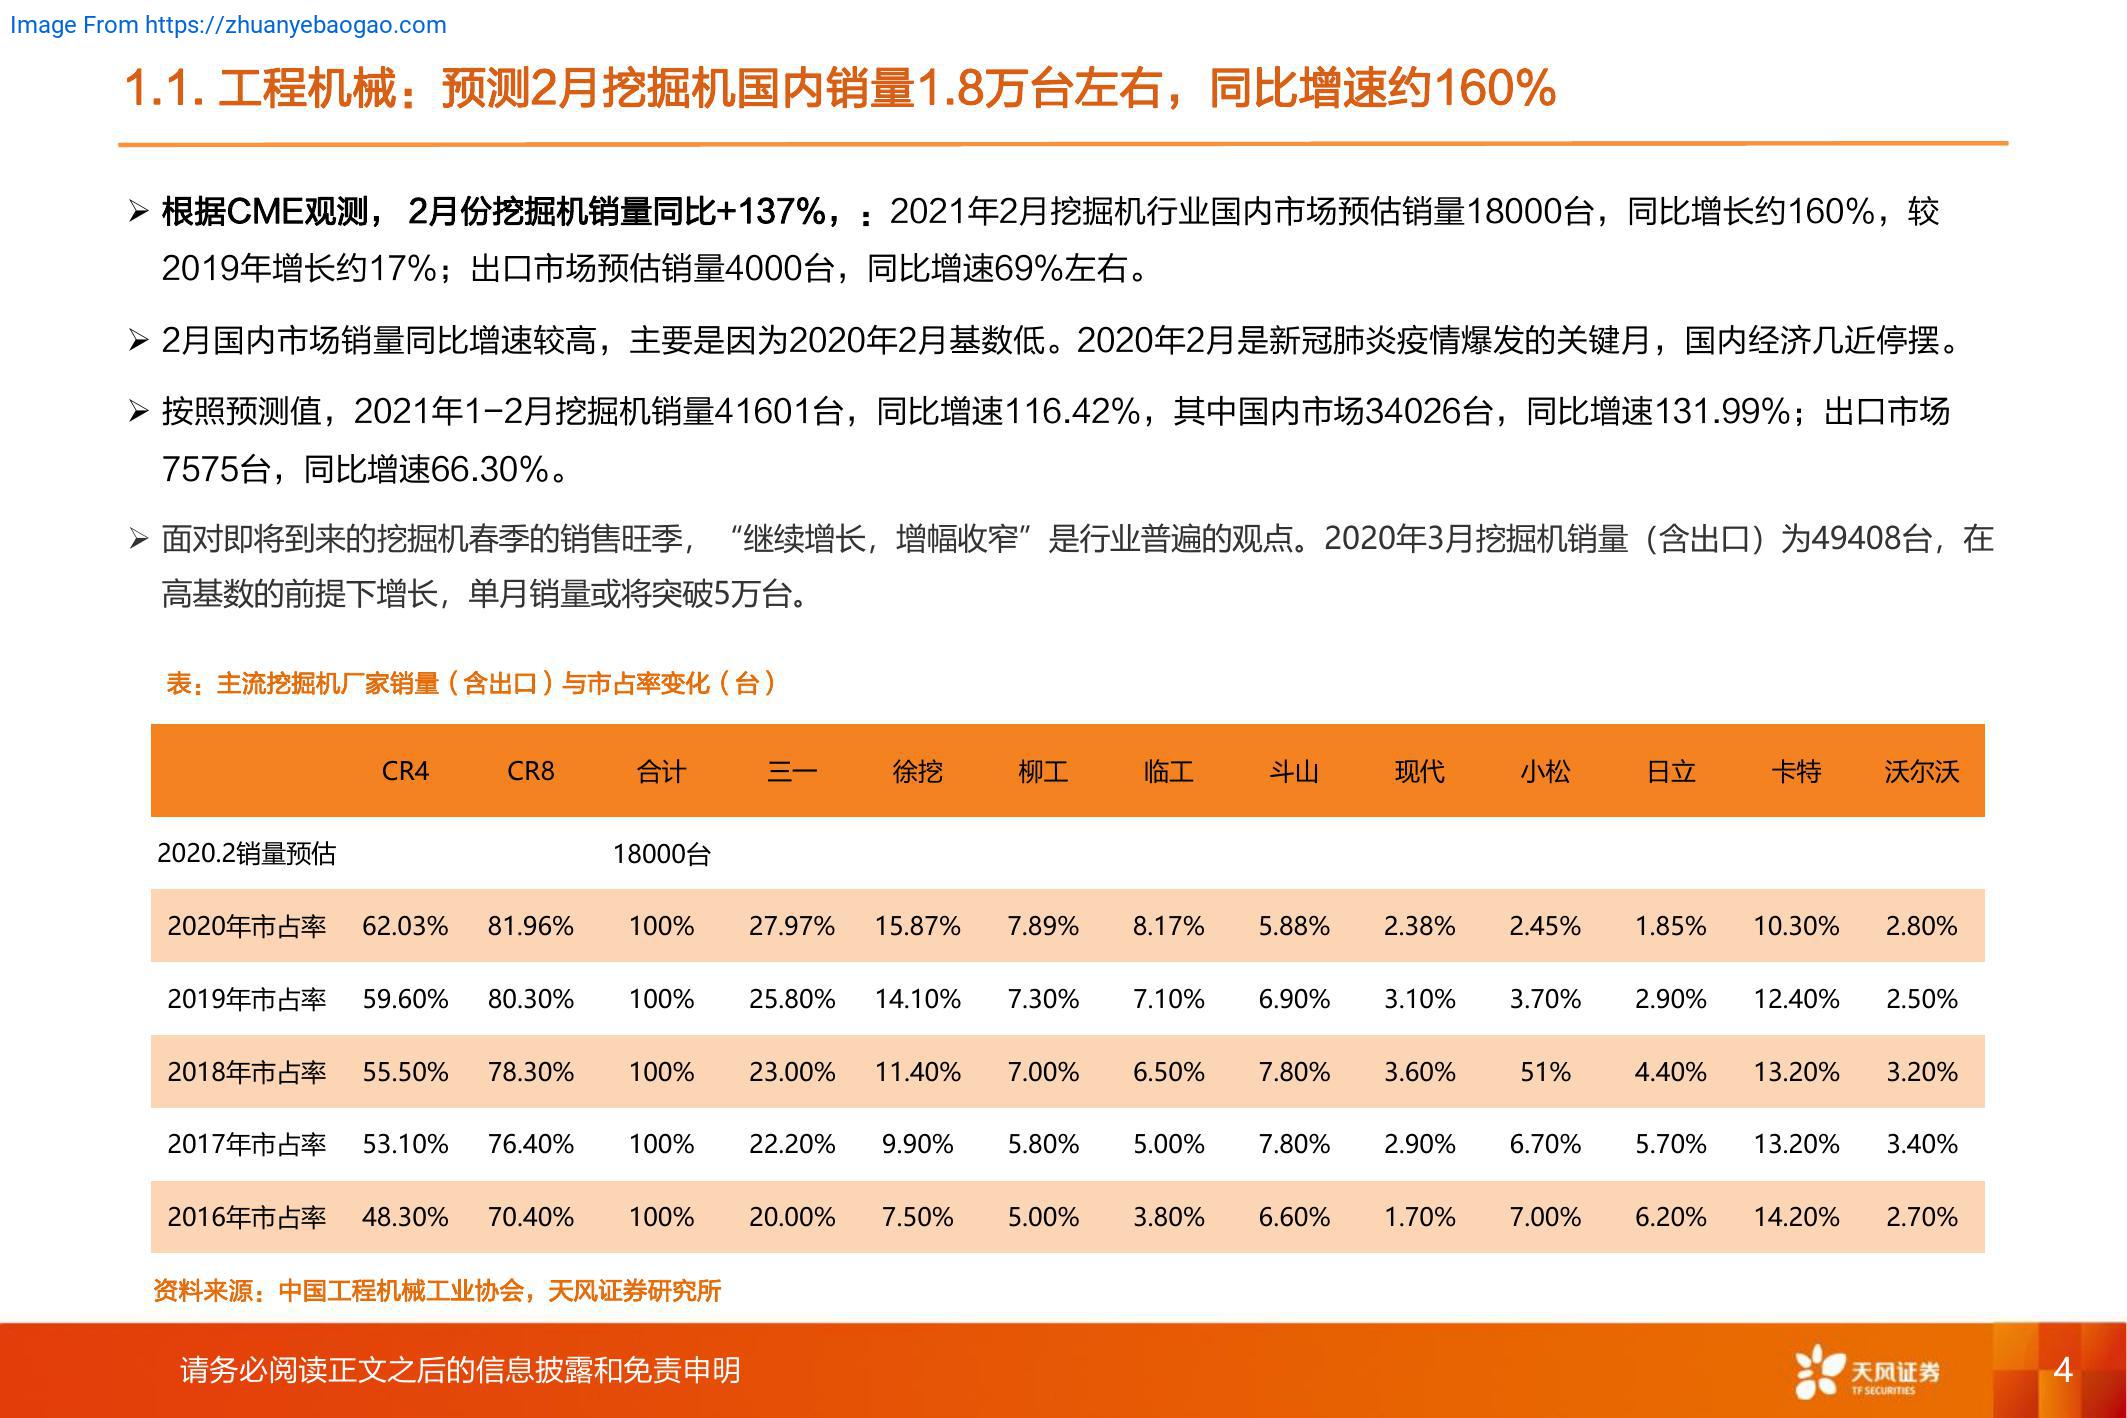 Image From https://zhuanyebaogao.com
1.1. 工程机械：预测2月挖掘机国内销量1.8万台左右，同比增速约160%
➢ 根据CME观测， 2月份挖掘机销量同比+137%，：2021年2月挖掘机行业国内市场预估销量18000台，同比增长约160%，较
2019年增长约17%；出口市场预估销量4000台，同比增速69%左右。
➢ 2月国内市场销量同比增速较高，主要是因为2020年2月基数低。2020年2月是新冠肺炎疫情爆发的关键月，国内经济几近停摆。
➢ 按照预测值，2021年1-2月挖掘机销量41601台，同比增速116.42%，其中国内市场34026台，同比增速131.99%；出口市场
7575台，同比增速66.30%。
➢ 面对即将到来的挖掘机春季的销售旺季，“继续增长，增幅收窄”是行业普遍的观点。2020年3月挖掘机销量（含出口）为49408台，在
高基数的前提下增长，单月销量或将突破5万台。
表：主流挖掘机厂家销量（含出口）与市占率变化（台）
CR4 CR8 合计 三一 徐挖 柳工 临工 斗山 现代 小松 日立 卡特 沃尔沃
2020.2销量预估 18000台
2020年市占率 62.03% 81.96% 100% 27.97% 15.87% 7.89% 8.17% 5.88% 2.38% 2.45% 1.85% 10.30% 2.80%
2019年市占率 59.60% 80.30% 100% 25.80% 14.10% 7.30% 7.10% 6.90% 3.10% 3.70% 2.90% 12.40% 2.50%
2018年市占率 55.50% 78.30% 100% 23.00% 11.40% 7.00% 6.50% 7.80% 3.60% 51% 4.40% 13.20% 3.20%
2017年市占率 53.10% 76.40% 100% 22.20% 9.90% 5.80% 5.00% 7.80% 2.90% 6.70% 5.70% 13.20% 3.40%
2016年市占率 48.30% 70.40% 100% 20.00% 7.50% 5.00% 3.80% 6.60% 1.70% 7.00% 6.20% 14.20% 2.70%
资料来源：中国工程机械工业协会，天风证券研究所
请务必阅读正文之后的信息披露和免责申明
天风证券
TF SECURITIES
4